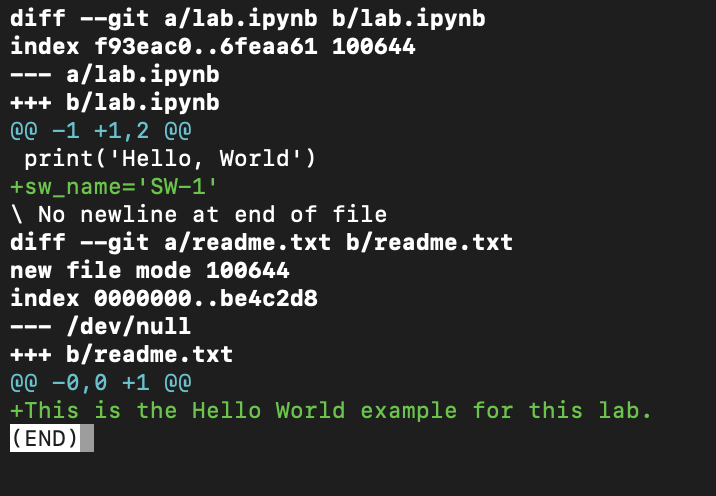 diff --git a/lab.ipynb b/lab.ipynb
index f93eac0..6feaa61 100644
--- a/lab.ipynb
+++ b/lab.ipynb
@@ -1 +1,2 @@
 print('Hello, World')
+sw_name='SW-1'
\ No newline at end of file
diff --git a/readme.txt b/readme.txt
new file mode 100644
index 0000000..be4c2d8
--- /dev/null
+++ b/readme.txt
@@ -0,0 +1 @@
+This is the Hello World example for this lab.
(END)